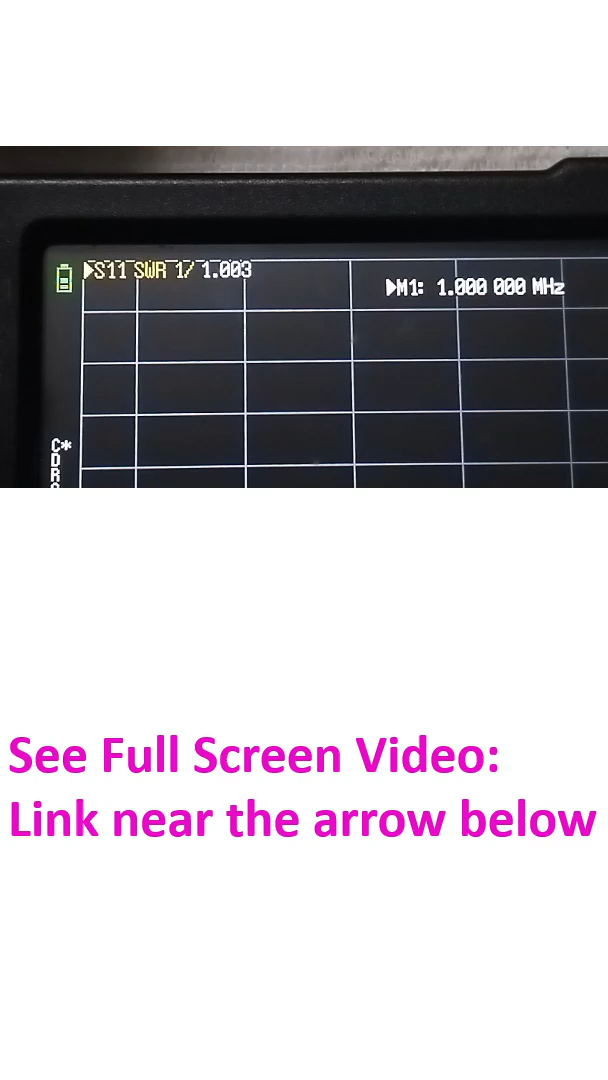 S11 SWR 1/ 1.003
M1: 1.000 000 MHz
C*
D
R
See Full Screen Video:
Link near the arrow below